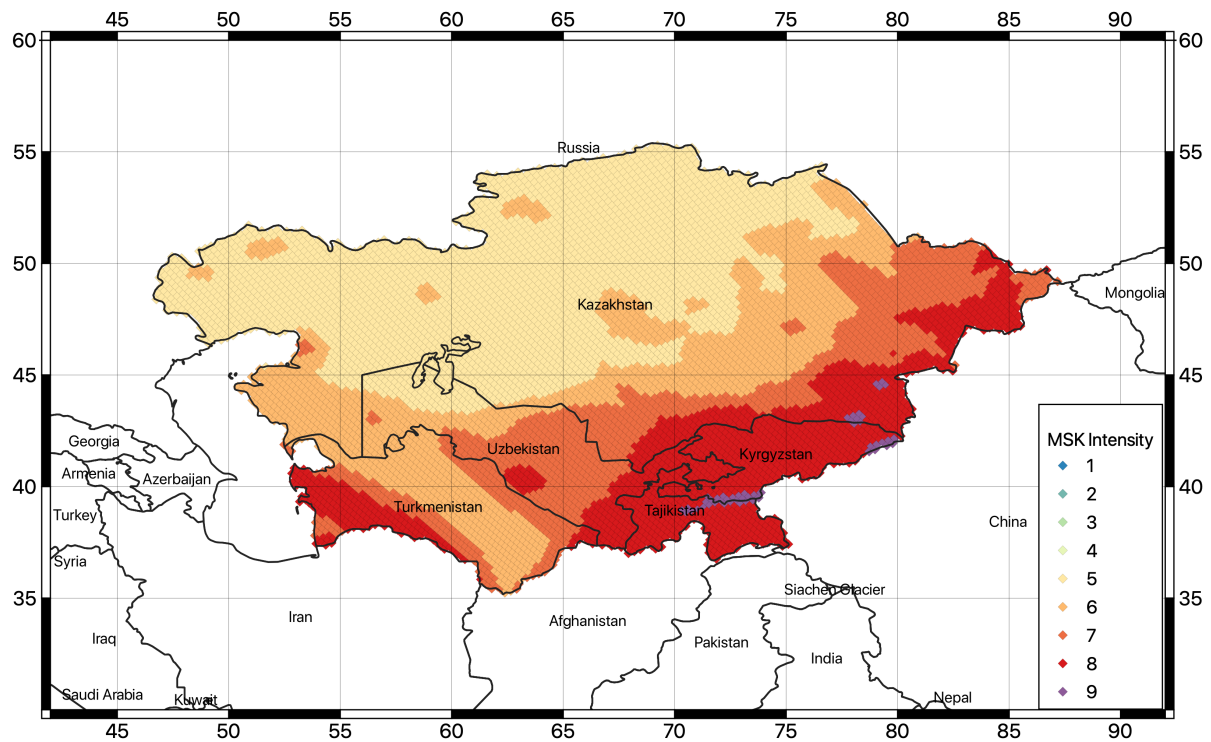 45 50 55 60 65 70 75 80 85 90
60 60
55 55
Russia
50 50
Mongolia
Kazakhstan
45 45
MSK Intensity
Georgia
Uzbekistan
Kyrgyzstan
1
Armenia
Azerbaijan
2
40 40
Turkmenistan
Tajikistan
Turkey
China
3
4
Syria
5
Siachen Glacier
35 35
6
Iran
Afghanistan
7
Iraq
Pakistan
India
8
9
Saudi Arabia
Kuwait
Nepal
45 50 55 60 65 70 75 80 85 90